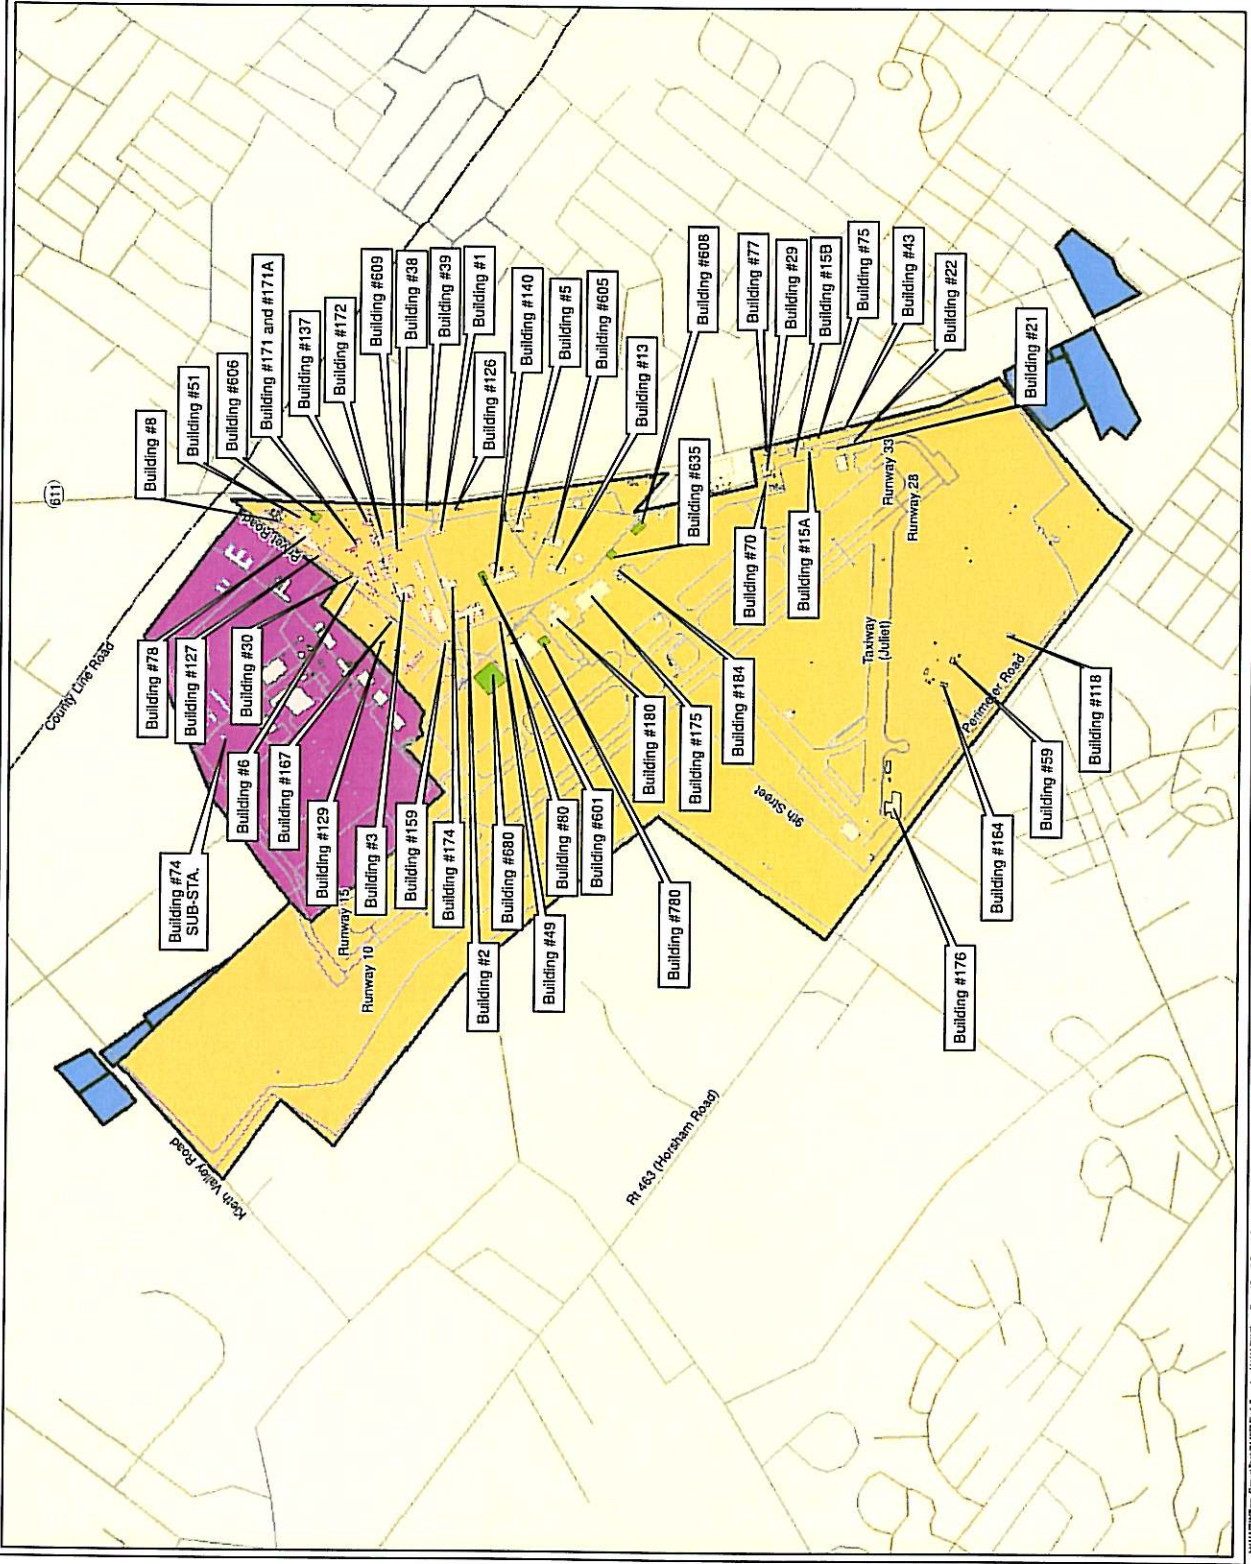 611
County Line Road
Privet Road
Building #8
Building #51
Building #606
Building #171 and #171A
Building #137
Building #172
Building #609
Building #38
Building #39
Building #1
Building #126
Building #140
Building #5
Building #605
Building #13
Building #608
Building #635
Building #77
Building #29
Building #15B
Building #75
Building #43
Building #22
Building #21
Building #70
Building #15A
Runway 33
Runway 28
Taxiway
(Juliet)
Perimeter Road
9th Street
Building #78
Building #127
Building #30
Building #6
Building #167
Building #129
Building #3
Building #159
Building #174
Building #680
Building #80
Building #601
Building #180
Building #175
Building #184
Building #118
Building #59
Building #164
Building #176
Building #780
Building #49
Building #2
Building #74
SUB-STA.
Runway 15
Runway 10
Kieth Valley Road
Rt 463 (Horsham Road)